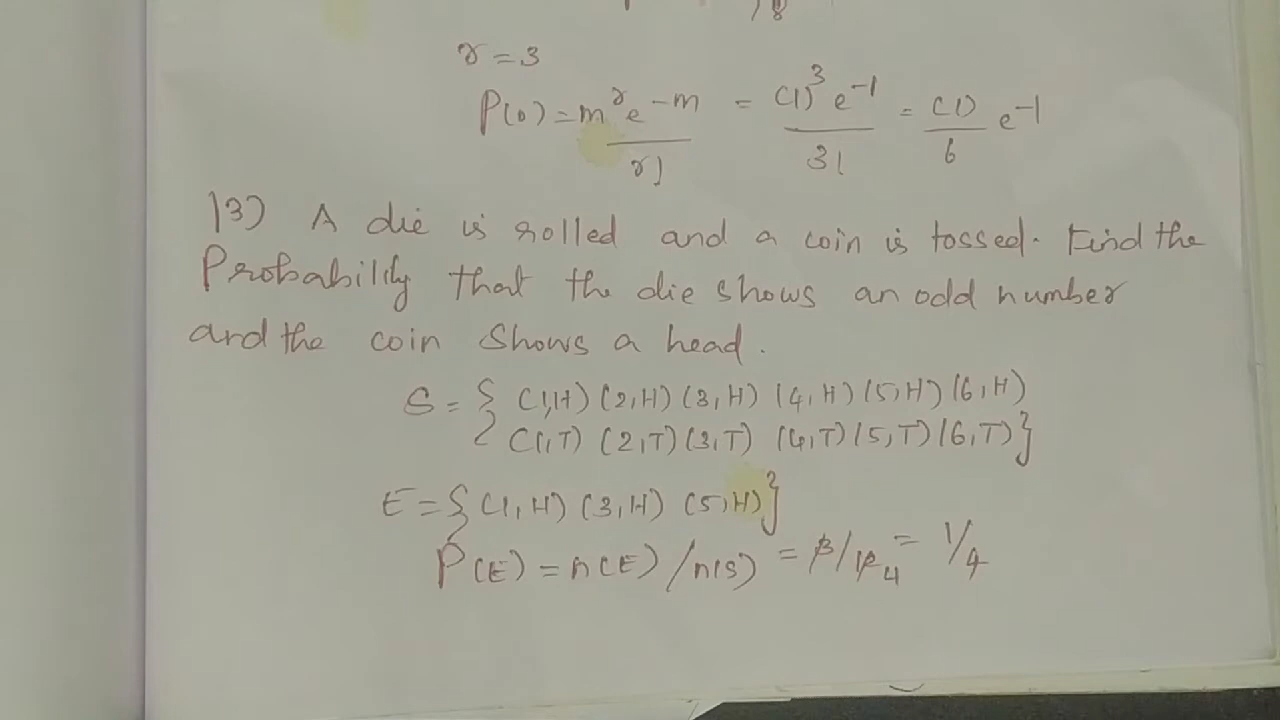 r = 3
P(0) = m^r e^-m / r! = (1)^3 e^-1 / 3! = (1) / 6 e^-1
13) A die is rolled and a coin is tossed. Find the
Probability that the die shows an odd number
and the coin shows a head.
S = { (1,H) (2,H) (3,H) (4,H) (5,H) (6,H)
(1,T) (2,T) (3,T) (4,T) (5,T) (6,T) }
E = { (1,H) (3,H) (5,H) }
P(E) = n(E) / n(S) = 3/12 4 = 1/4